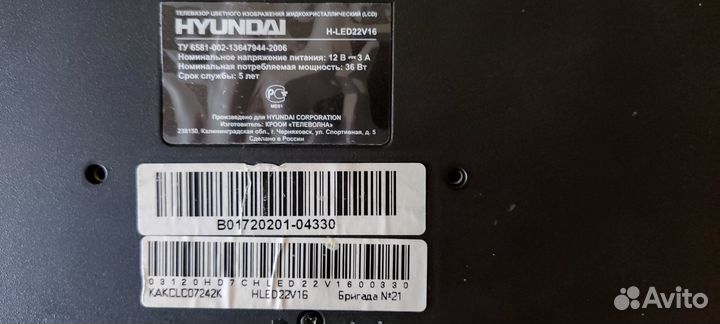 ТЕЛЕВИЗОР ЦВЕТНОГО ИЗОБРАЖЕНИЯ ЖИДКОКРИСТАЛЛИЧЕСКИЙ (LCD)
HYUNDAI H-LED22V16
ТУ 6581-002-13647944-2006
Номинальное напряжение питания: 12 В 3 А
Номинальная потребляемая мощность: 36 Вт
Срок службы: 5 лет
МЕ61
Произведено для HYUNDAI CORPORATION
Изготовитель: КРООИ «ТЕЛЕВОЛНА»
238150, Калининградская обл., г. Черняховск, ул. Спортивная, д. 5
Сделано в России
B01720201-04330
03120HD7CHLED22V1600330
KAKCLC07242K HLED22V16 Бригада №21
Avito